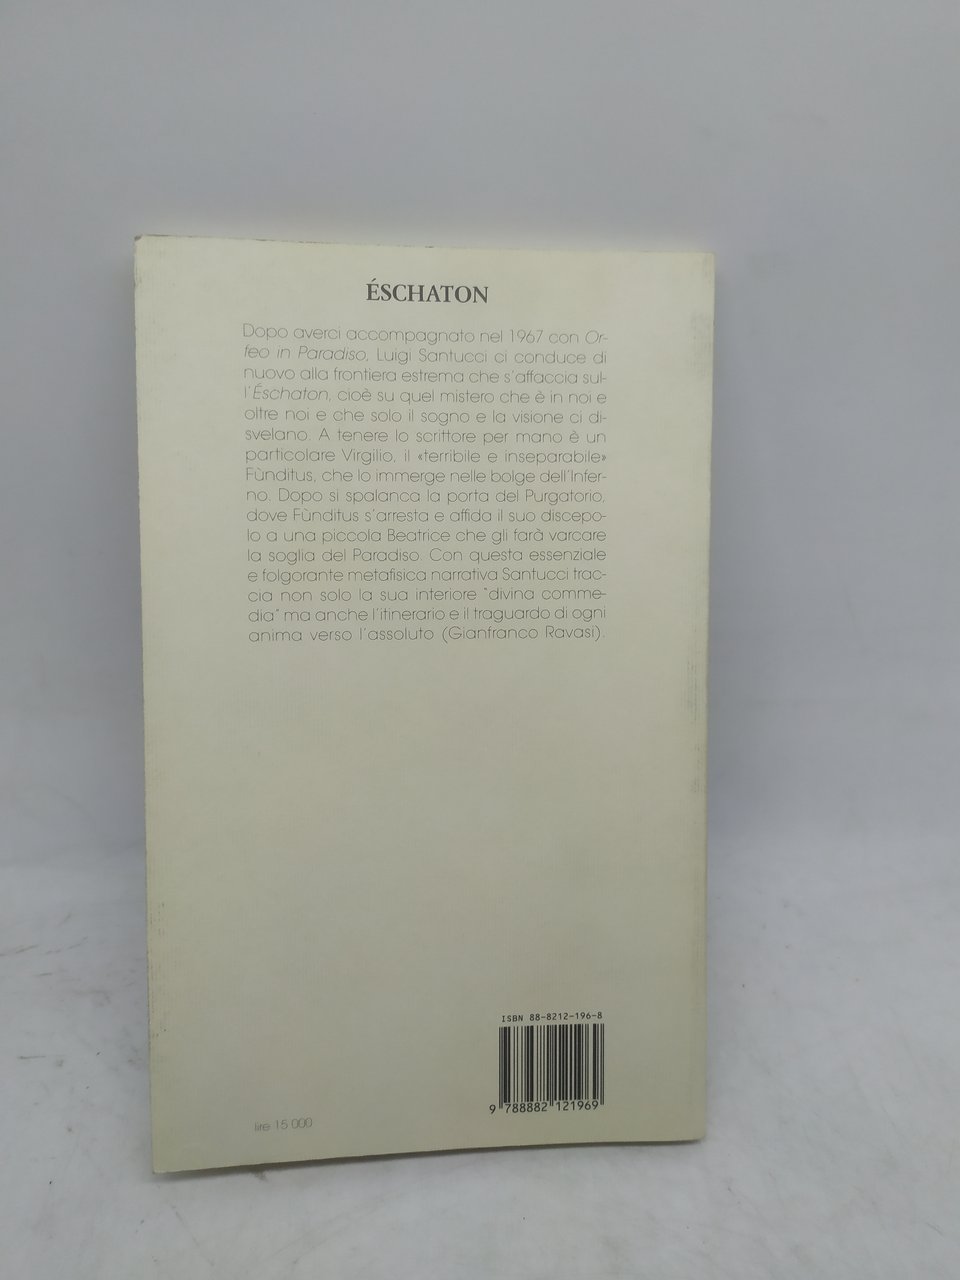 ÉSCHATON
Dopo averci accompagnato nel 1967 con Or-
feo in Paradiso, Luigi Santucci ci conduce di
nuovo alla frontiera estrema che s'affaccia sul-
l'Éschaton, cioè su quel mistero che è in noi e
oltre noi e che solo il sogno e la visione ci di-
svelano. A tenere lo scrittore per mano è un
particolare Virgilio, il «terribile e inseparabile»
Fùnditus, che lo immerge nelle bolge dell'Infer-
no. Dopo si spalanca la porta del Purgatorio,
dove Fùnditus s'arresta e affida il suo discepo-
lo a una piccola Beatrice che gli farà varcare
la soglia del Paradiso. Con questa essenziale
e folgorante metafisica narrativa Santucci trac-
cia non solo la sua interiore "divina comme-
dia" ma anche l'itinerario e il traguardo di ogni
anima verso l'assoluto (Gianfranco Ravasi).
ISBN 88-8212-196-8
9 788882 121969
lire 15 000